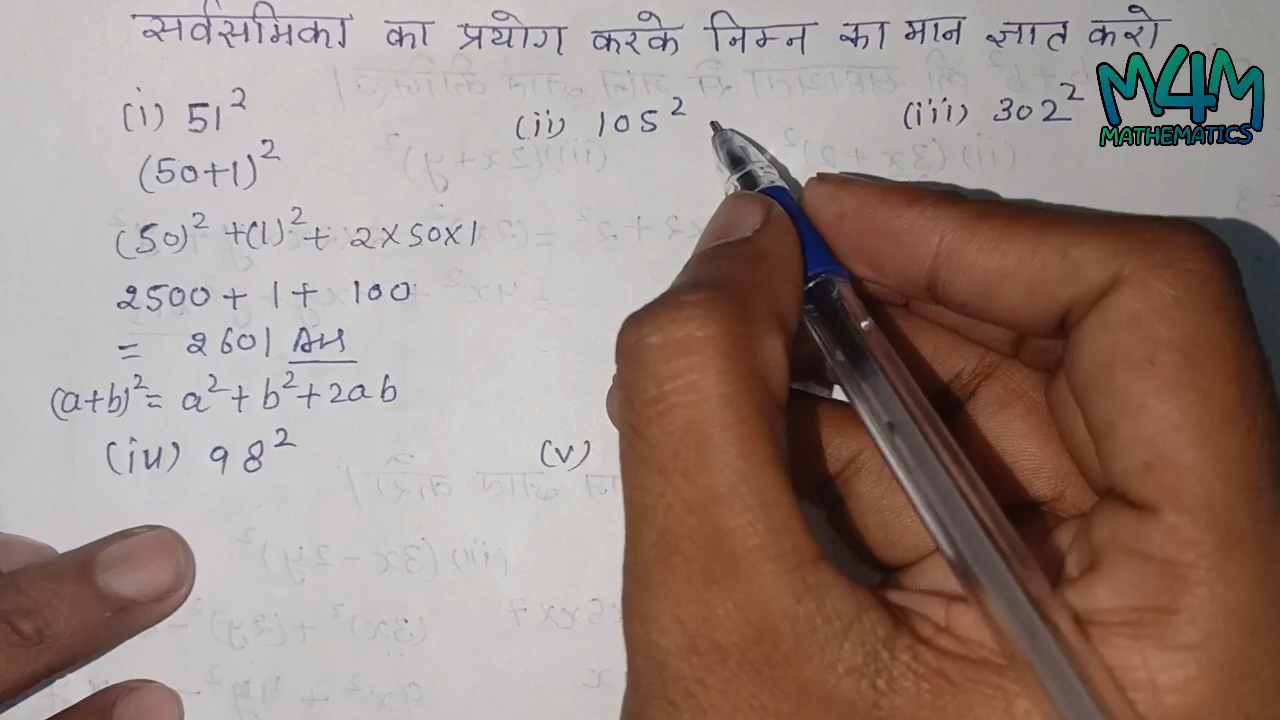 सर्वसमिका का प्रयोग करके निम्न का मान ज्ञात करो
M4M
MATHEMATICS
(i) 51²
(ii) 105²
(iii) 302²
(50+1)²
(50)² +(1)² + 2×50×1
2500 + 1 + 100
= 2601 Ans
(a+b)² = a² + b² + 2ab
(iv) 98²
(v)